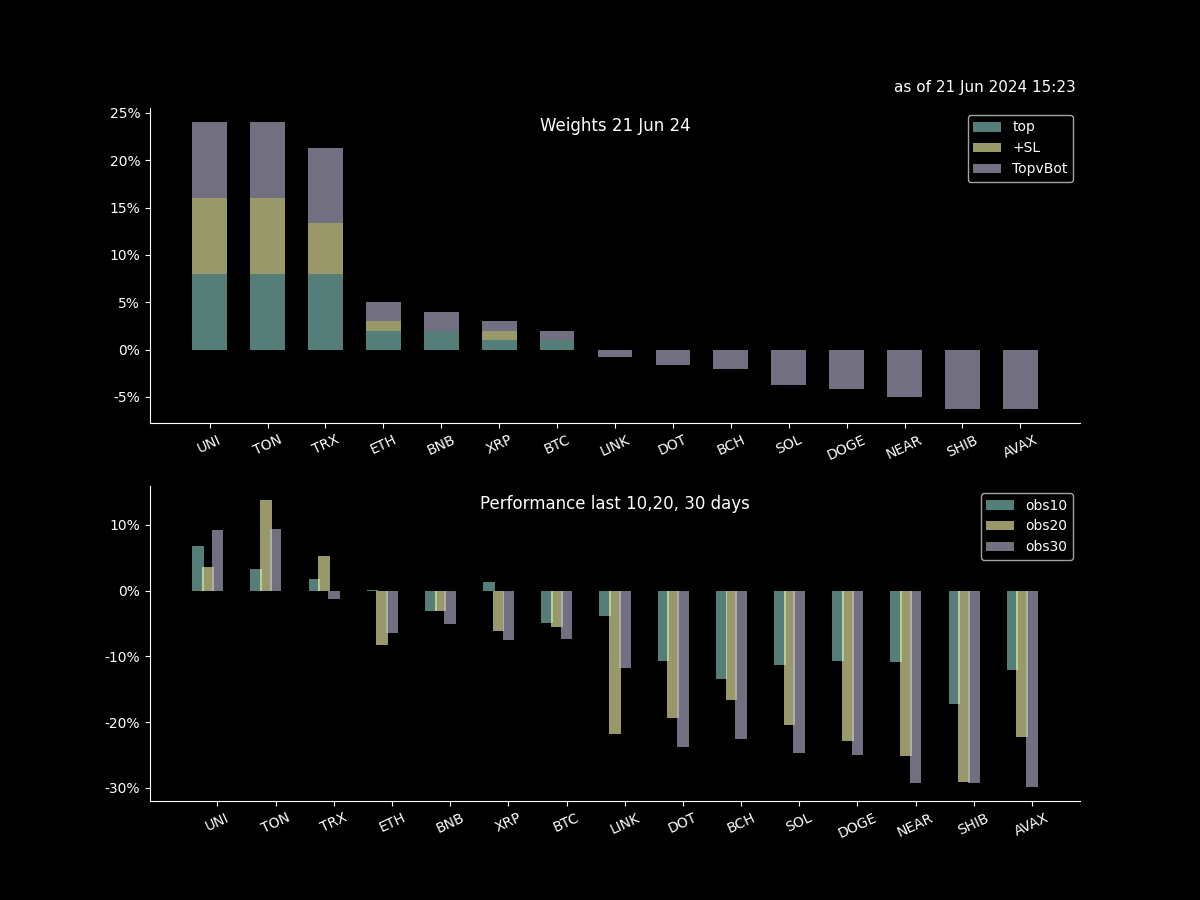 as of 21 Jun 2024 15:23
Weights 21 Jun 24
top
+SL
TopvBot
25%
20%
15%
10%
5%
0%
-5%
UNI TON TRX ETH BNB XRP BTC LINK DOT BCH SOL DOGE NEAR SHIB AVAX
Performance last 10,20, 30 days
obs10
obs20
obs30
10%
0%
-10%
-20%
-30%
UNI TON TRX ETH BNB XRP BTC LINK DOT BCH SOL DOGE NEAR SHIB AVAX